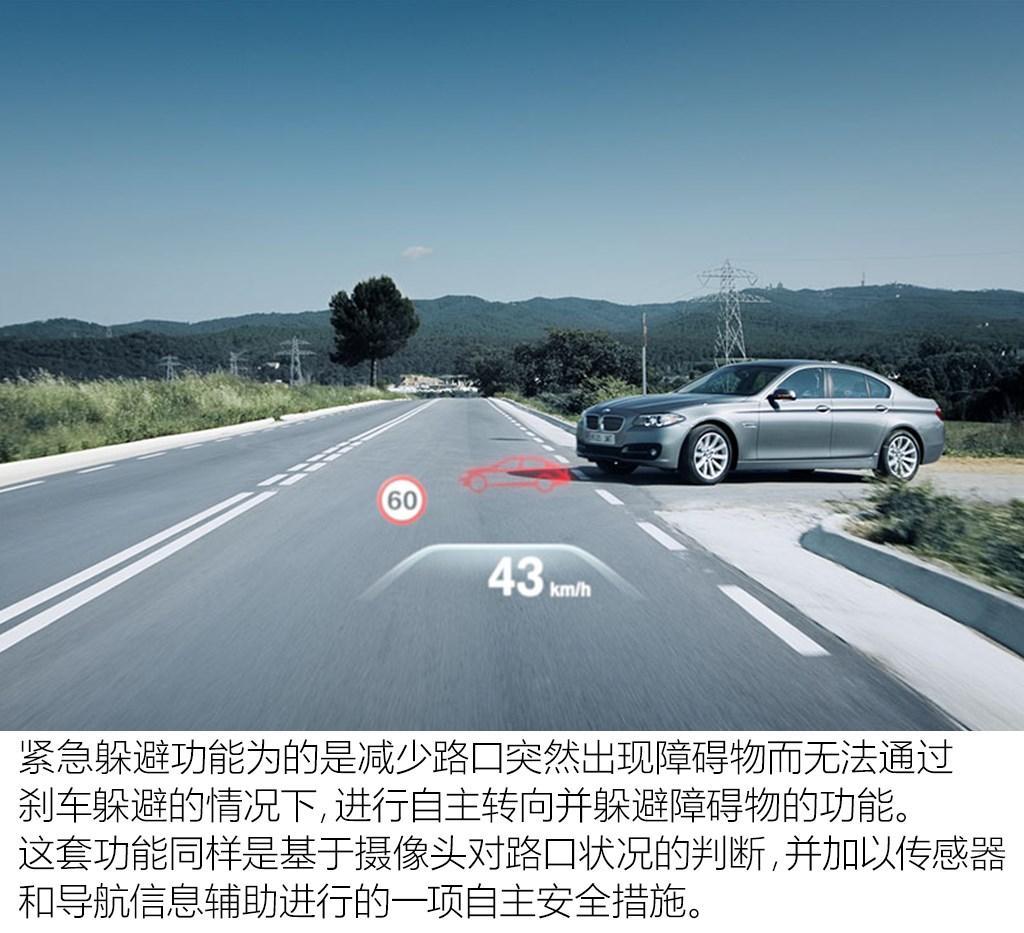 60
43 km/h
紧急躲避功能为的是减少路口突然出现障碍物而无法通过
刹车躲避的情况下,进行自主转向并躲避障碍物的功能。
这套功能同样是基于摄像头对路口状况的判断,并加以传感器
和导航信息辅助进行的一项自主安全措施。